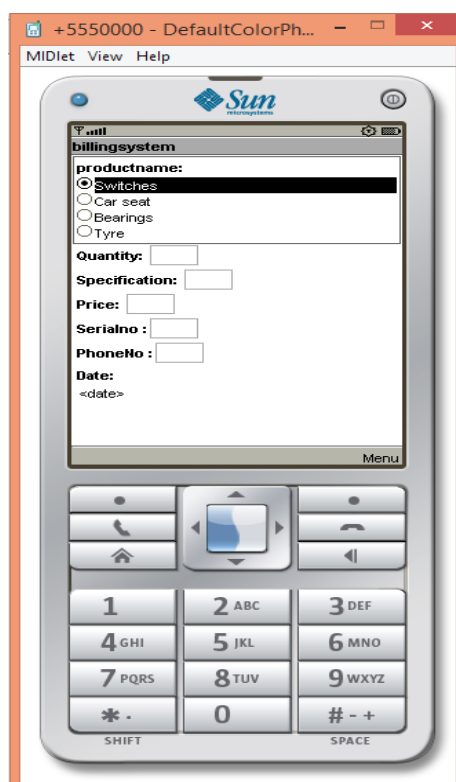 +5550000 - DefaultColorPh...
MIDlet View Help
Sun
microsystems
billingsystem
productname:
Switches
Car seat
Bearings
Tyre
Quantity:
Specification:
Price:
Serialno :
PhoneNo :
Date:
<date>
Menu
1 2 ABC 3 DEF
4 GHI 5 JKL 6 MNO
7 PQRS 8 TUV 9 WXYZ
* . 0 # - +
SHIFT SPACE